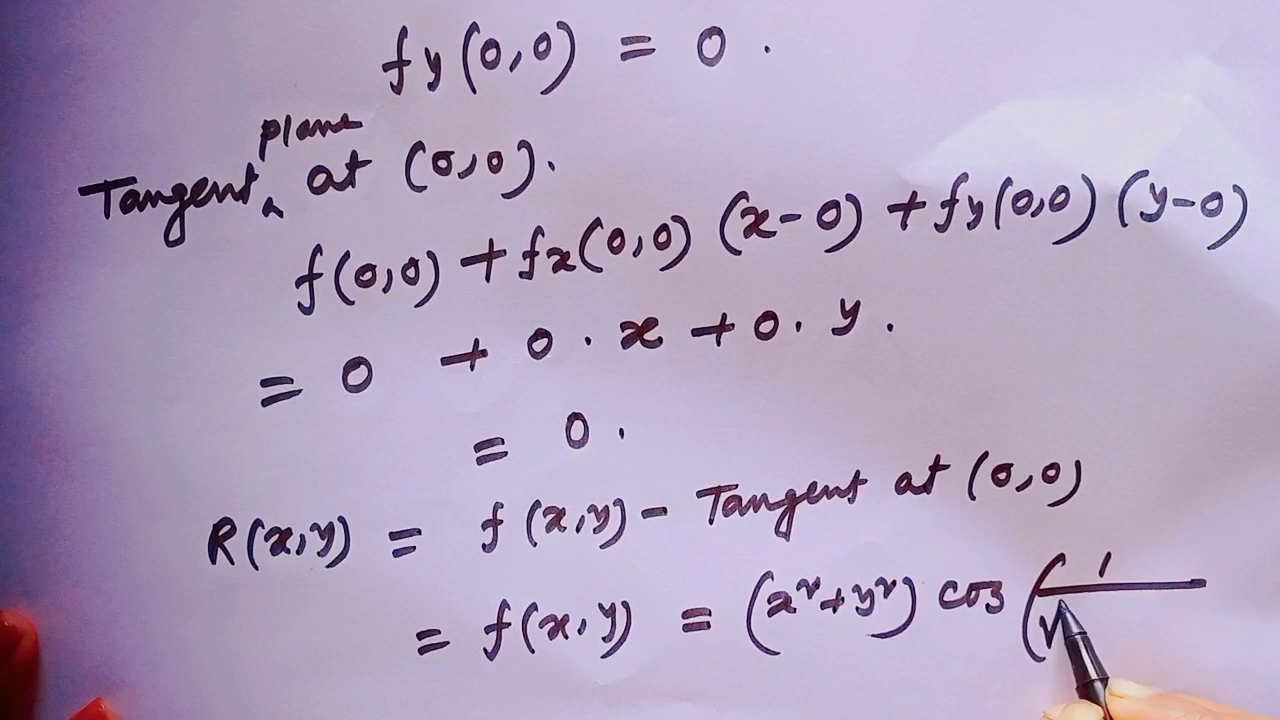 fy(0,0) = 0.
plane
Tangent ‸ at (0,0).
f(0,0) + fx(0,0) (x-0) + fy(0,0) (y-0)
= 0 + 0 . x + 0 . y .
= 0 .
R(x,y) = f(x,y) - Tangent at (0,0)
= f(x,y) = (x² + y²) cos (1/√